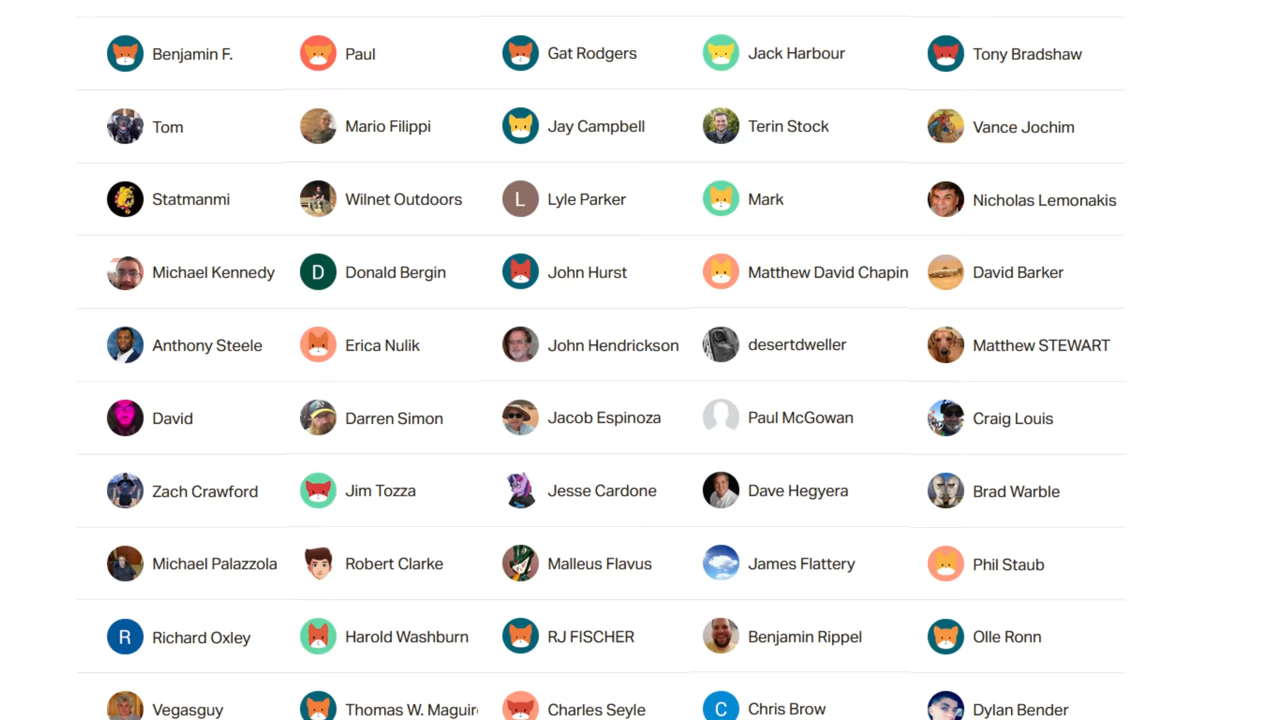 Benjamin F. Paul Gat Rodgers Jack Harbour Tony Bradshaw
Tom Mario Filippi Jay Campbell Terin Stock Vance Jochim
Statmanmi Wilnet Outdoors L Lyle Parker Mark Nicholas Lemonakis
Michael Kennedy D Donald Bergin John Hurst Matthew David Chapin David Barker
Anthony Steele Erica Nulik John Hendrickson desertdweller Matthew STEWART
David Darren Simon Jacob Espinoza Paul McGowan Craig Louis
Zach Crawford Jim Tozza Jesse Cardone Dave Hegyera Brad Warble
Michael Palazzola Robert Clarke Malleus Flavus James Flattery Phil Staub
R Richard Oxley Harold Washburn RJ FISCHER Benjamin Rippel Olle Ronn
Vegasguy Thomas W. Maguir Charles Seyle C Chris Brow Dylan Bender